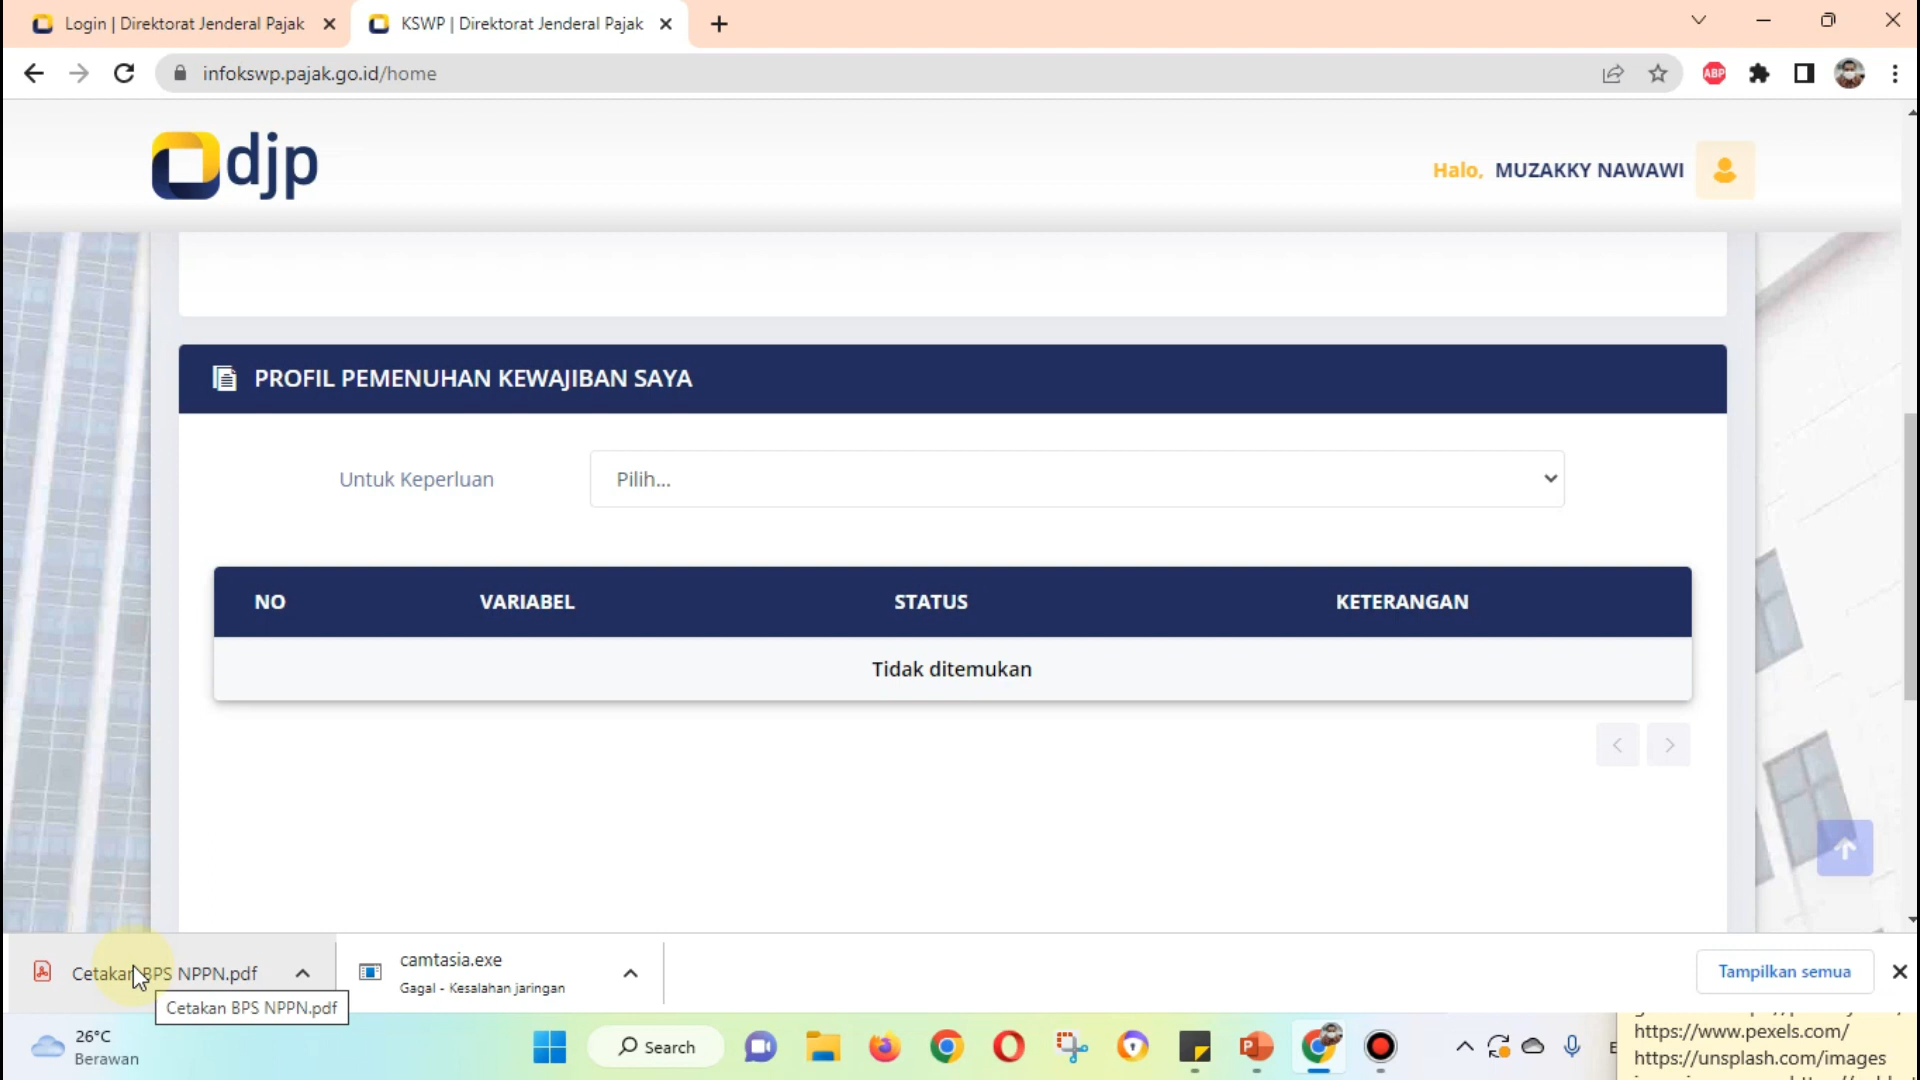 Login | Direktorat Jenderal Pajak
KSWP | Direktorat Jenderal Pajak
infokswp.pajak.go.id/home
ABP
djp
Halo, MUZAKKY NAWAWI
PROFIL PEMENUHAN KEWAJIBAN SAYA
Untuk Keperluan
Pilih...
NO VARIABEL STATUS KETERANGAN
Tidak ditemukan
Cetakan BPS NPPN.pdf
camtasia.exe
Gagal - Kesalahan jaringan
Tampilkan semua
Cetakan BPS NPPN.pdf
26°C
Berawan
Search
https://www.pexels.com/
https://unsplash.com/images